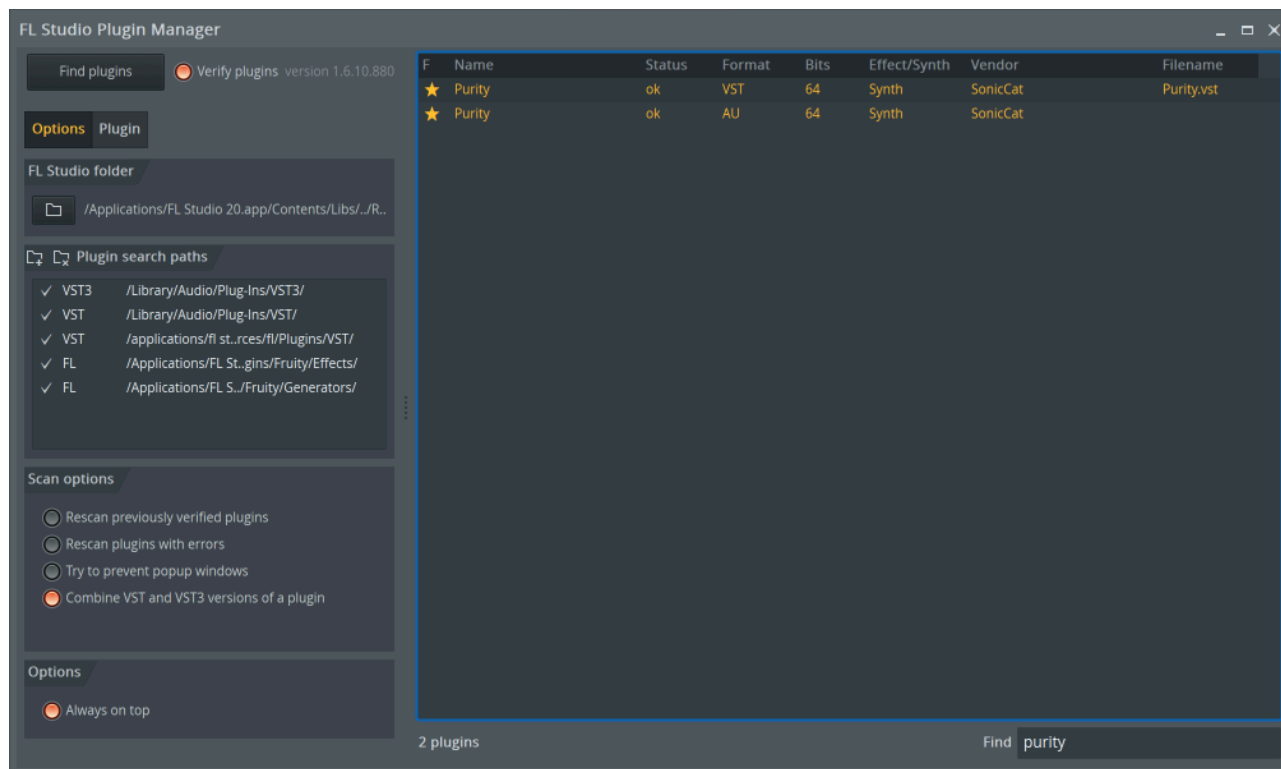 FL Studio Plugin Manager
Find plugins Verify plugins version 1.6.10.880
Options Plugin
FL Studio folder
/Applications/FL Studio 20.app/Contents/Libs/../R..
Plugin search paths
VST3 /Library/Audio/Plug-Ins/VST3/
VST /Library/Audio/Plug-Ins/VST/
VST /applications/fl st..rces/fl/Plugins/VST/
FL /Applications/FL St..gins/Fruity/Effects/
FL /Applications/FL S../Fruity/Generators/
Scan options
Rescan previously verified plugins
Rescan plugins with errors
Try to prevent popup windows
Combine VST and VST3 versions of a plugin
Options
Always on top
F Name Status Format Bits Effect/Synth Vendor Filename
Purity ok VST 64 Synth SonicCat Purity.vst
Purity ok AU 64 Synth SonicCat
2 plugins Find purity